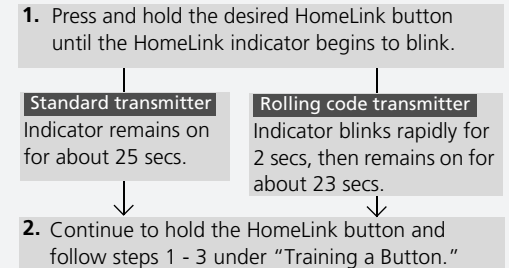 1. Press and hold the desired HomeLink button
until the HomeLink indicator begins to blink.
Standard transmitter
Indicator remains on
for about 25 secs.
Rolling code transmitter
Indicator blinks rapidly for
2 secs, then remains on for
about 23 secs.
2. Continue to hold the HomeLink button and
follow steps 1 - 3 under “Training a Button.”